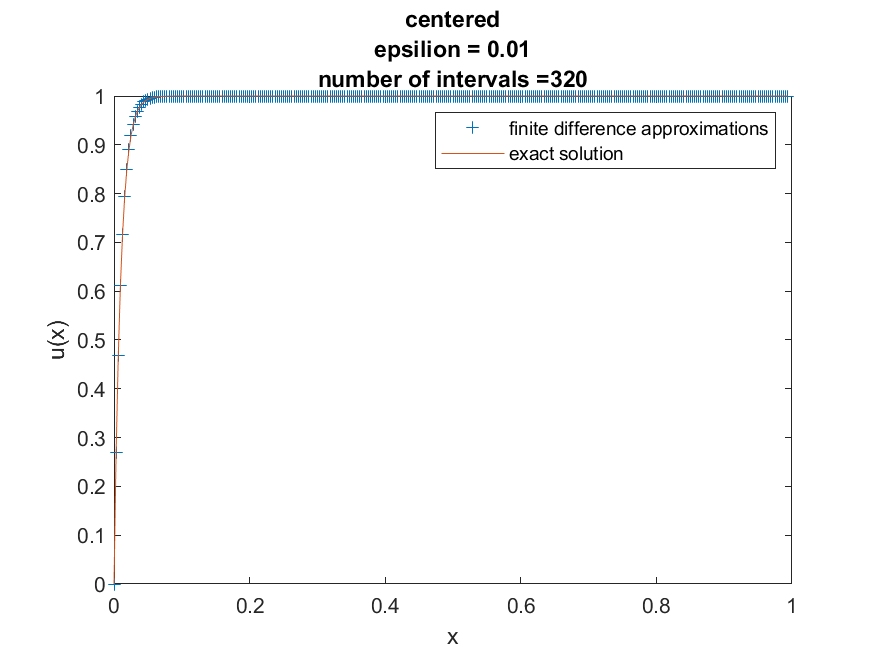 centered
epsilion = 0.01
number of intervals =320
1
0.9
0.8
0.7
0.6
0.5
0.4
0.3
0.2
0.1
0
u(x)
finite difference approximations
exact solution
0 0.2 0.4 0.6 0.8 1
x